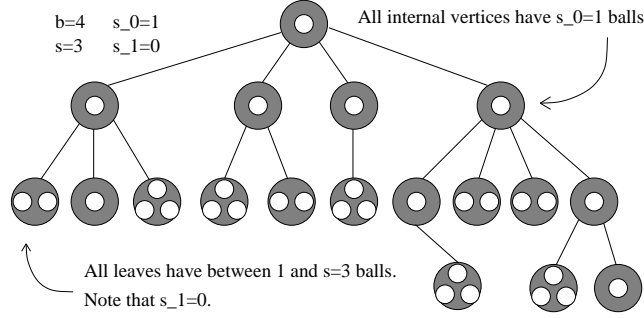 b=4 s_0=1
s=3 s_1=0
All internal vertices have s_0=1 balls
All leaves have between 1 and s=3 balls.
Note that s_1=0.